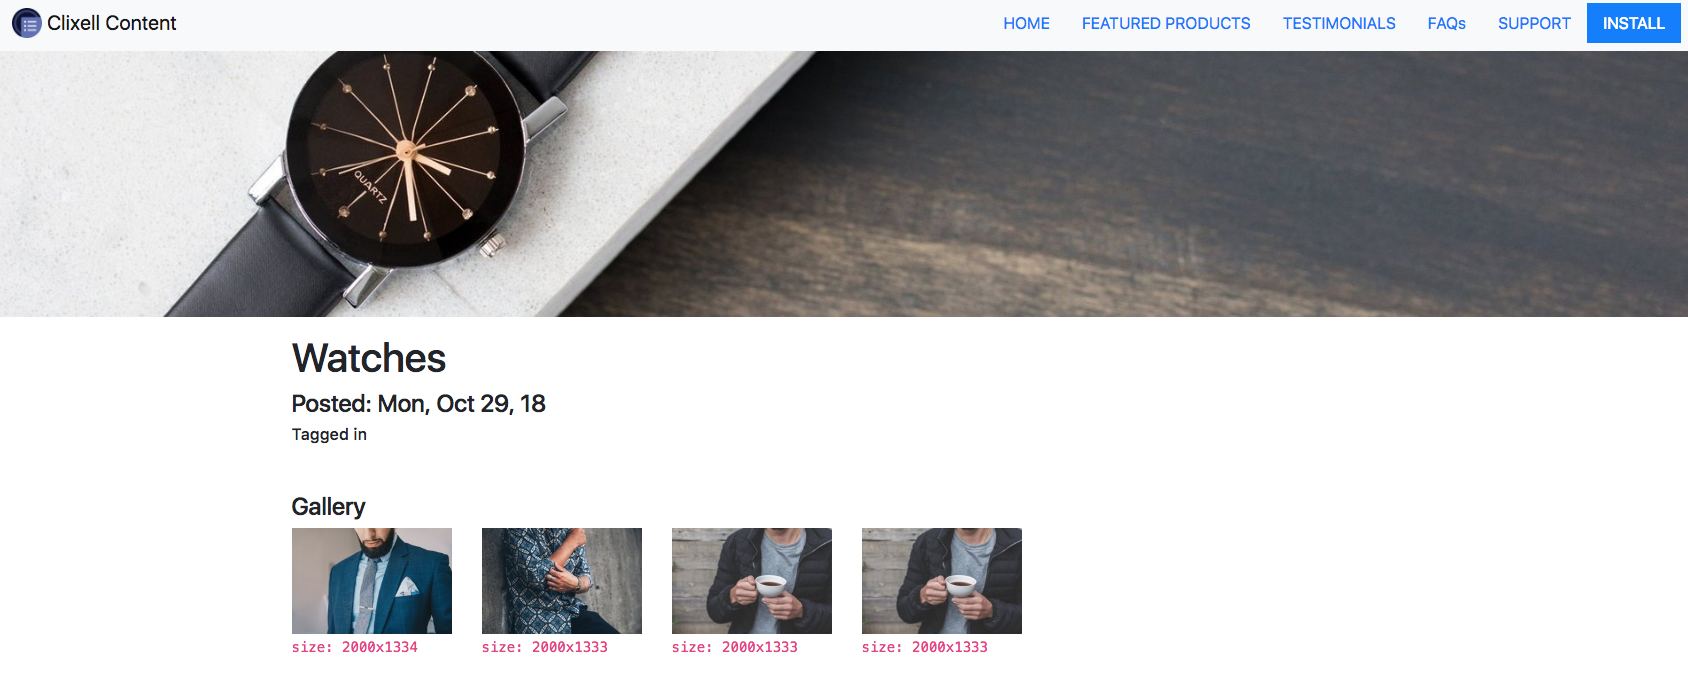 Clixell Content
HOME FEATURED PRODUCTS TESTIMONIALS FAQs SUPPORT INSTALL
QUARTZ
Watches
Posted: Mon, Oct 29, 18
Tagged in
Gallery
size: 2000x1334 size: 2000x1333 size: 2000x1333 size: 2000x1333